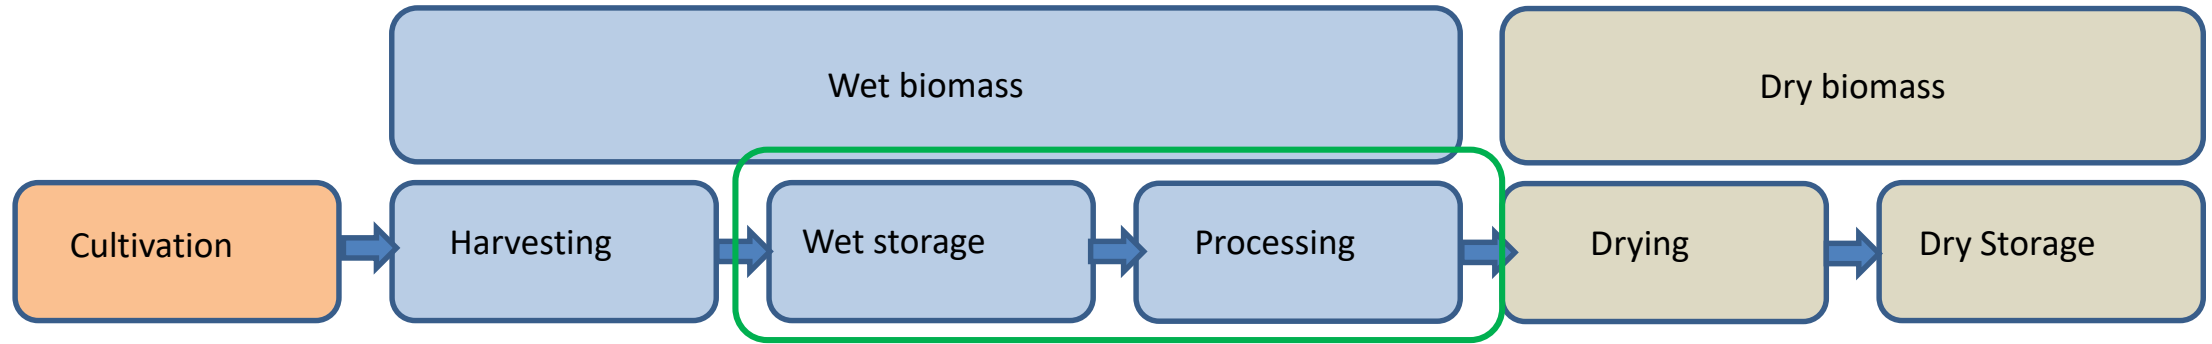 Wet biomass
Dry biomass
Cultivation
Harvesting
Wet storage
Processing
Drying
Dry Storage